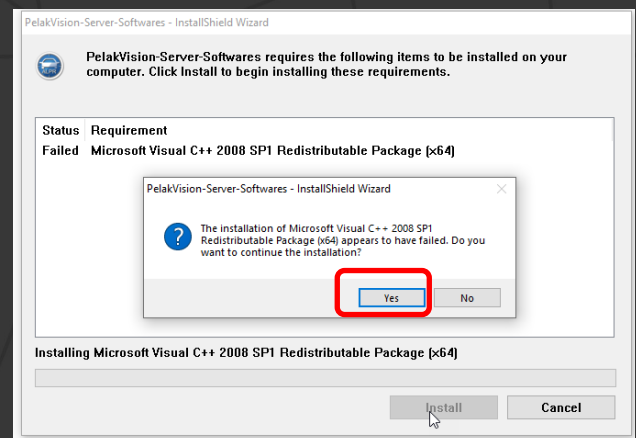 PelakVision-Server-Softwares - InstallShield Wizard
PelakVision-Server-Softwares requires the following items to be installed on your
computer. Click Install to begin installing these requirements.
Status Requirement
Failed Microsoft Visual C++ 2008 SP1 Redistributable Package (x64)
PelakVision-Server-Softwares - InstallShield Wizard
The installation of Microsoft Visual C++ 2008 SP1
Redistributable Package (x64) appears to have failed. Do you
want to continue the installation?
Yes No
Installing Microsoft Visual C++ 2008 SP1 Redistributable Package (x64)
Install Cancel